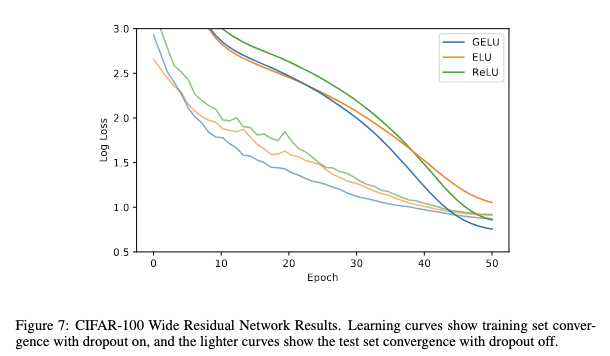 3.0
2.5
2.0
1.5
1.0
0.5
Log Loss
GELU
ELU
ReLU
0 10 20 30 40 50
Epoch
Figure 7: CIFAR-100 Wide Residual Network Results. Learning curves show training set conver-
gence with dropout on, and the lighter curves show the test set convergence with dropout off.